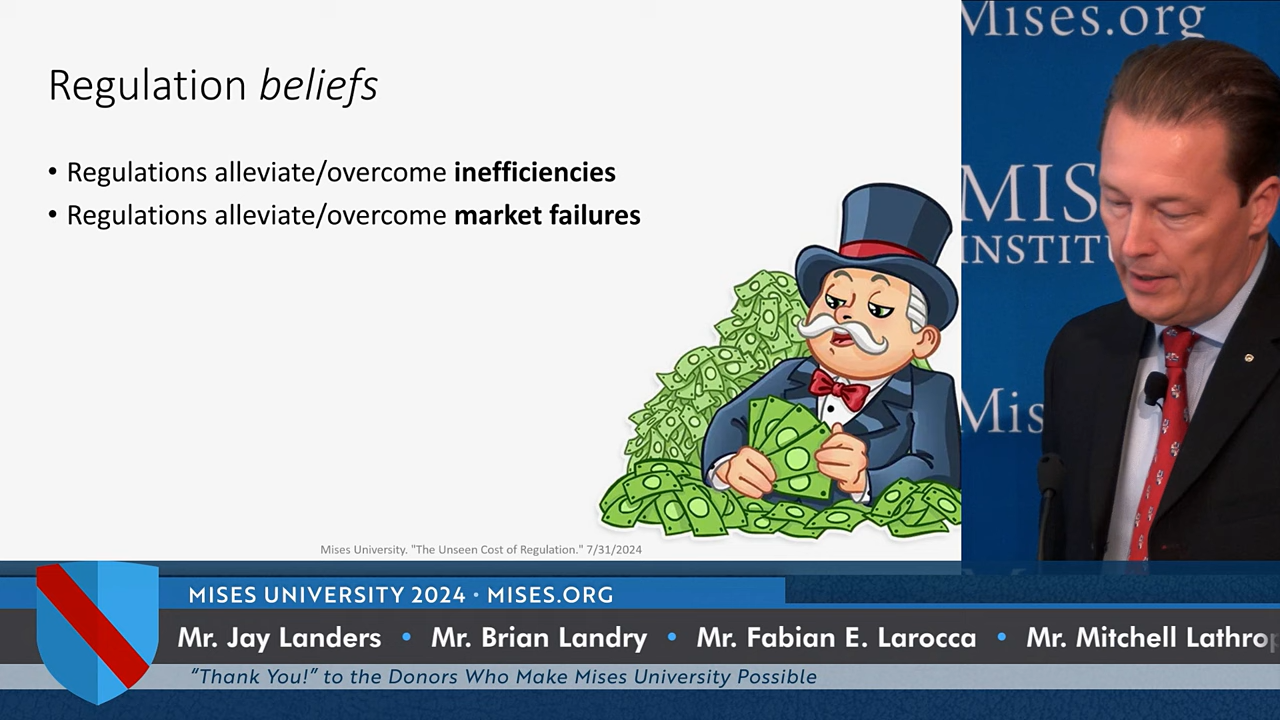 Regulation beliefs
• Regulations alleviate/overcome inefficiencies
• Regulations alleviate/overcome market failures
Mises University. "The Unseen Cost of Regulation." 7/31/2024
Mises.org
MIS
INSTITU
Mis
MISES UNIVERSITY 2024 • MISES.ORG
Mr. Jay Landers • Mr. Brian Landry • Mr. Fabian E. Larocca • Mr. Mitchell Lathrop
“Thank You!” to the Donors Who Make Mises University Possible